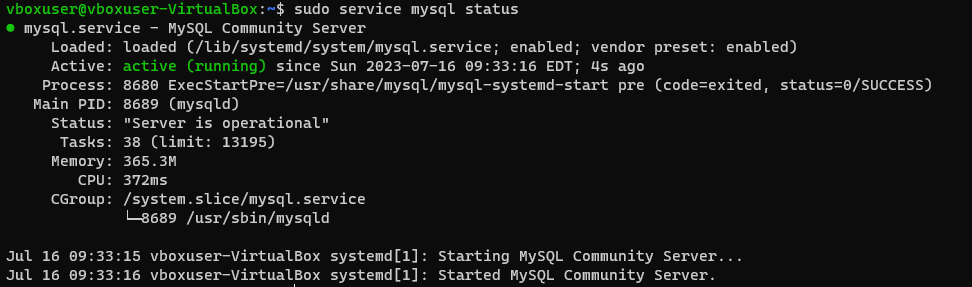 vboxuser@vboxuser-VirtualBox:~$ sudo service mysql status
● mysql.service - MySQL Community Server
Loaded: loaded (/lib/systemd/system/mysql.service; enabled; vendor preset: enabled)
Active: active (running) since Sun 2023-07-16 09:33:16 EDT; 4s ago
Process: 8680 ExecStartPre=/usr/share/mysql/mysql-systemd-start pre (code=exited, status=0/SUCCESS)
Main PID: 8689 (mysqld)
Status: "Server is operational"
Tasks: 38 (limit: 13195)
Memory: 365.3M
CPU: 372ms
CGroup: /system.slice/mysql.service
└─8689 /usr/sbin/mysqld
Jul 16 09:33:15 vboxuser-VirtualBox systemd[1]: Starting MySQL Community Server...
Jul 16 09:33:16 vboxuser-VirtualBox systemd[1]: Started MySQL Community Server.